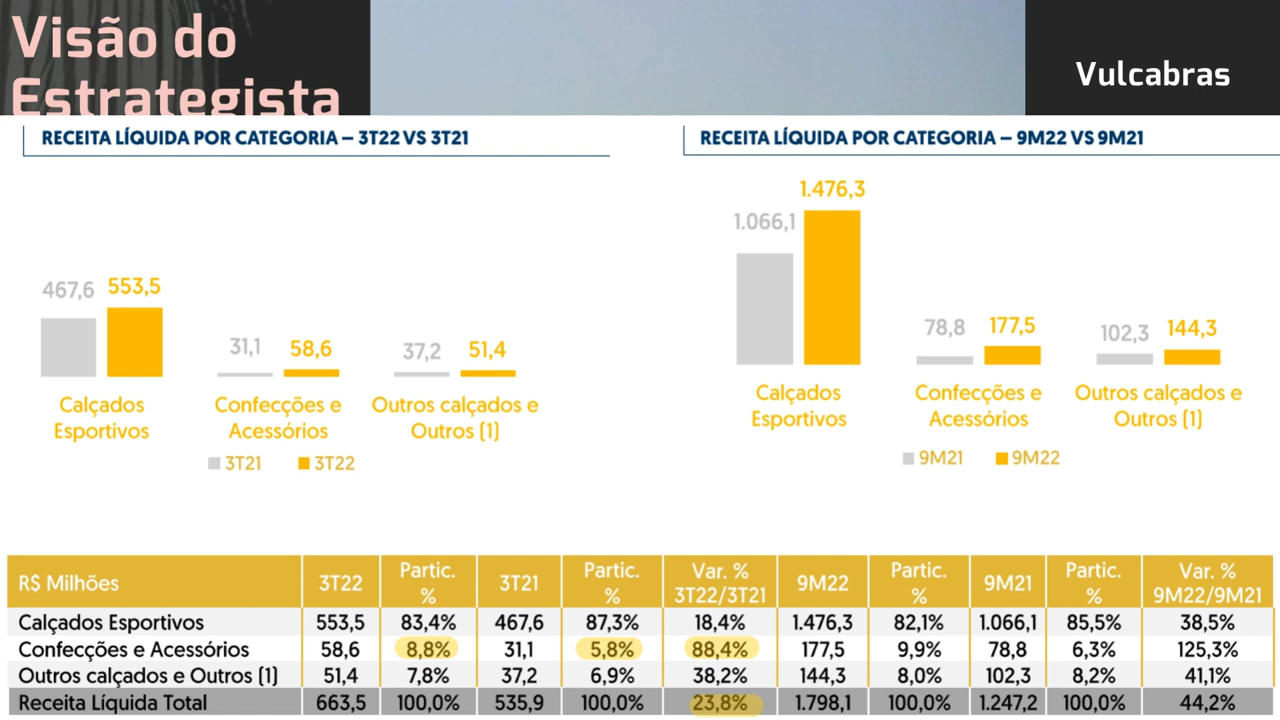 Visão do
Estrategista
Vulcabras
RECEITA LÍQUIDA POR CATEGORIA – 3T22 VS 3T21
467,6 553,5
31,1 58,6
37,2 51,4
Calçados Esportivos
Confecções e Acessórios
Outros calçados e Outros (1)
3T21 3T22
RECEITA LÍQUIDA POR CATEGORIA – 9M22 VS 9M21
1.066,1 1.476,3
78,8 177,5
102,3 144,3
Calçados Esportivos
Confecções e Acessórios
Outros calçados e Outros (1)
9M21 9M22
R$ Milhões 3T22 Partic. % 3T21 Partic. % Var. % 3T22/3T21 9M22 Partic. % 9M21 Partic. % Var. % 9M22/9M21
Calçados Esportivos 553,5 83,4% 467,6 87,3% 18,4% 1.476,3 82,1% 1.066,1 85,5% 38,5%
Confecções e Acessórios 58,6 8,8% 31,1 5,8% 88,4% 177,5 9,9% 78,8 6,3% 125,3%
Outros calçados e Outros (1) 51,4 7,8% 37,2 6,9% 38,2% 144,3 8,0% 102,3 8,2% 41,1%
Receita Líquida Total 663,5 100,0% 535,9 100,0% 23,8% 1.798,1 100,0% 1.247,2 100,0% 44,2%